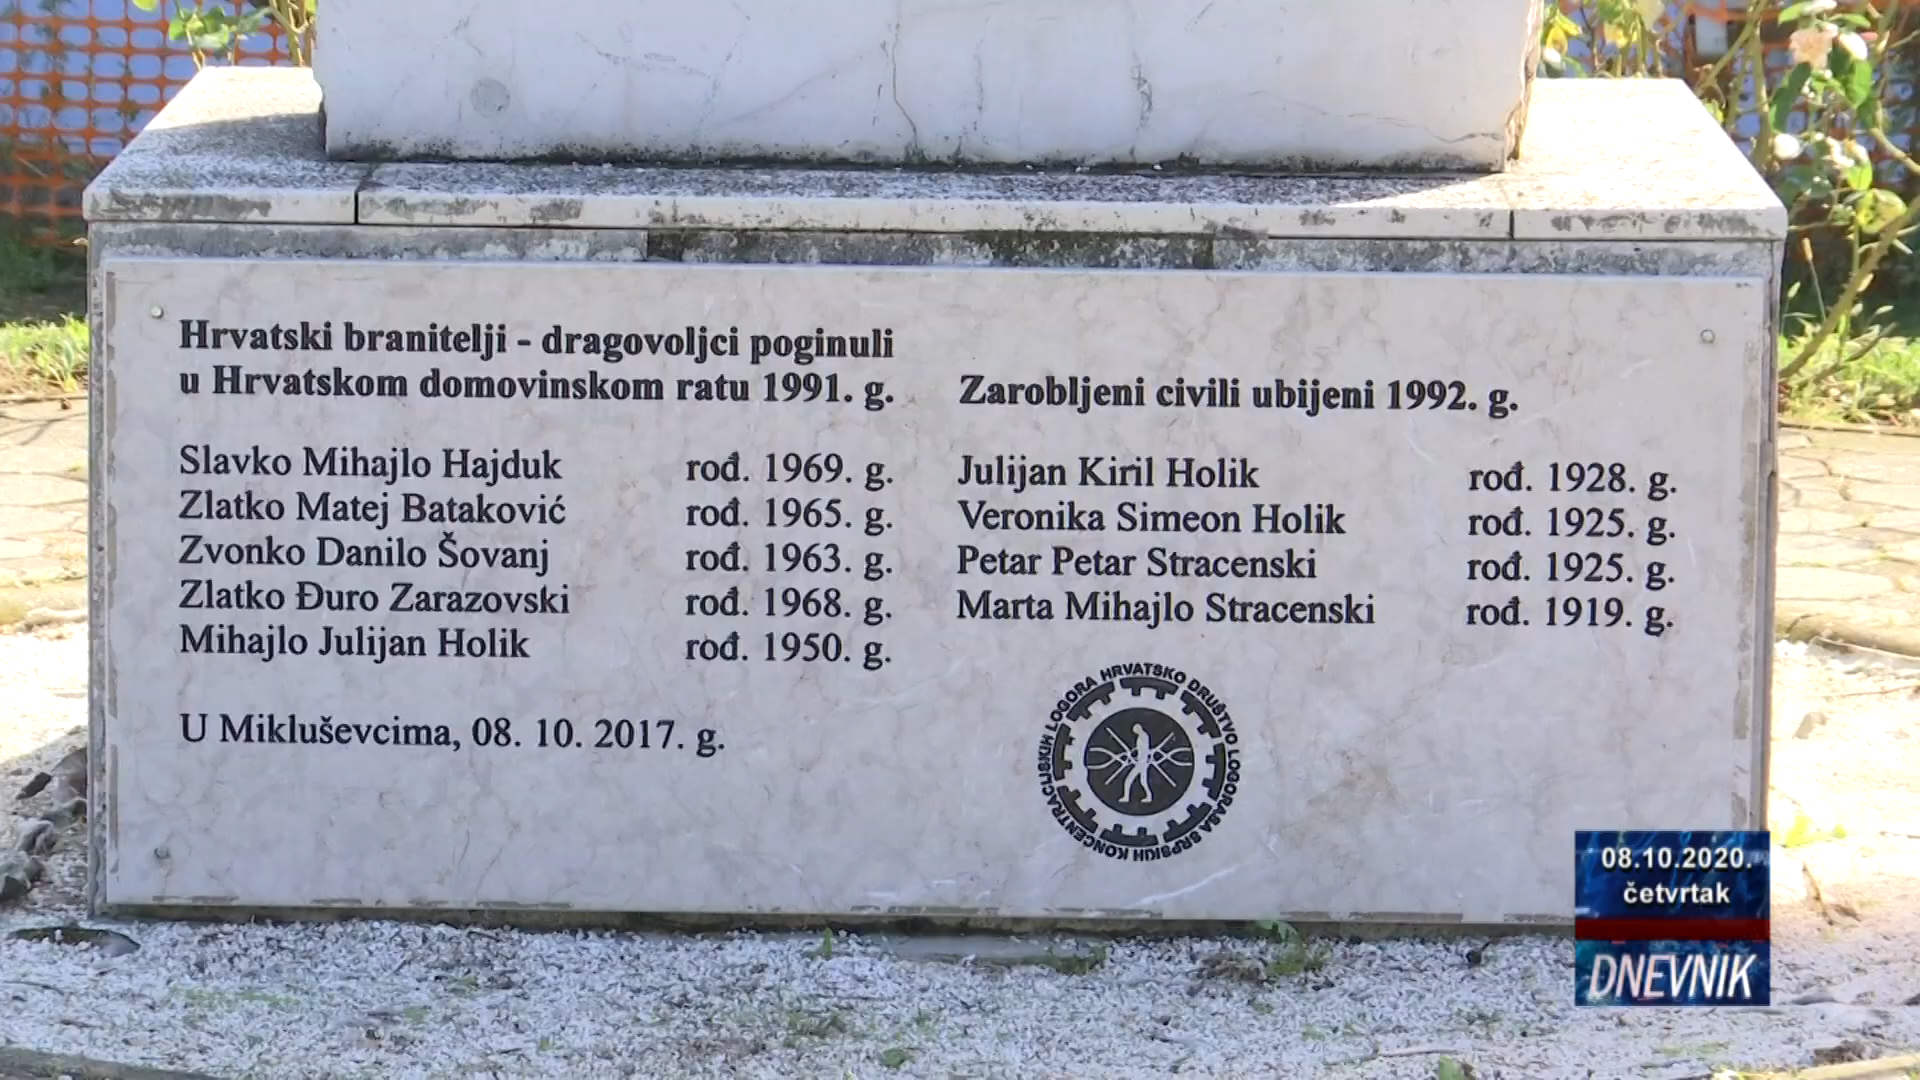 Hrvatski branitelji - dragovoljci poginuli
u Hrvatskom domovinskom ratu 1991. g.
Slavko Mihajlo Hajduk rođ. 1969. g.
Zlatko Matej Bataković rođ. 1965. g.
Zvonko Danilo Šovanj rođ. 1963. g.
Zlatko Đuro Zarazovski rođ. 1968. g.
Mihajlo Julijan Holik rođ. 1950. g.
U Mikluševcima, 08. 10. 2017. g.
Zarobljeni civili ubijeni 1992. g.
Julijan Kiril Holik rođ. 1928. g.
Veronika Simeon Holik rođ. 1925. g.
Petar Petar Stracenski rođ. 1925. g.
Marta Mihajlo Stracenski rođ. 1919. g.
HRVATSKO DRUŠTVO LOGORAŠA SRPSKIH KONCENTRACIJSKIH LOGORA
08.10.2020.
četvrtak
DNEVNIK